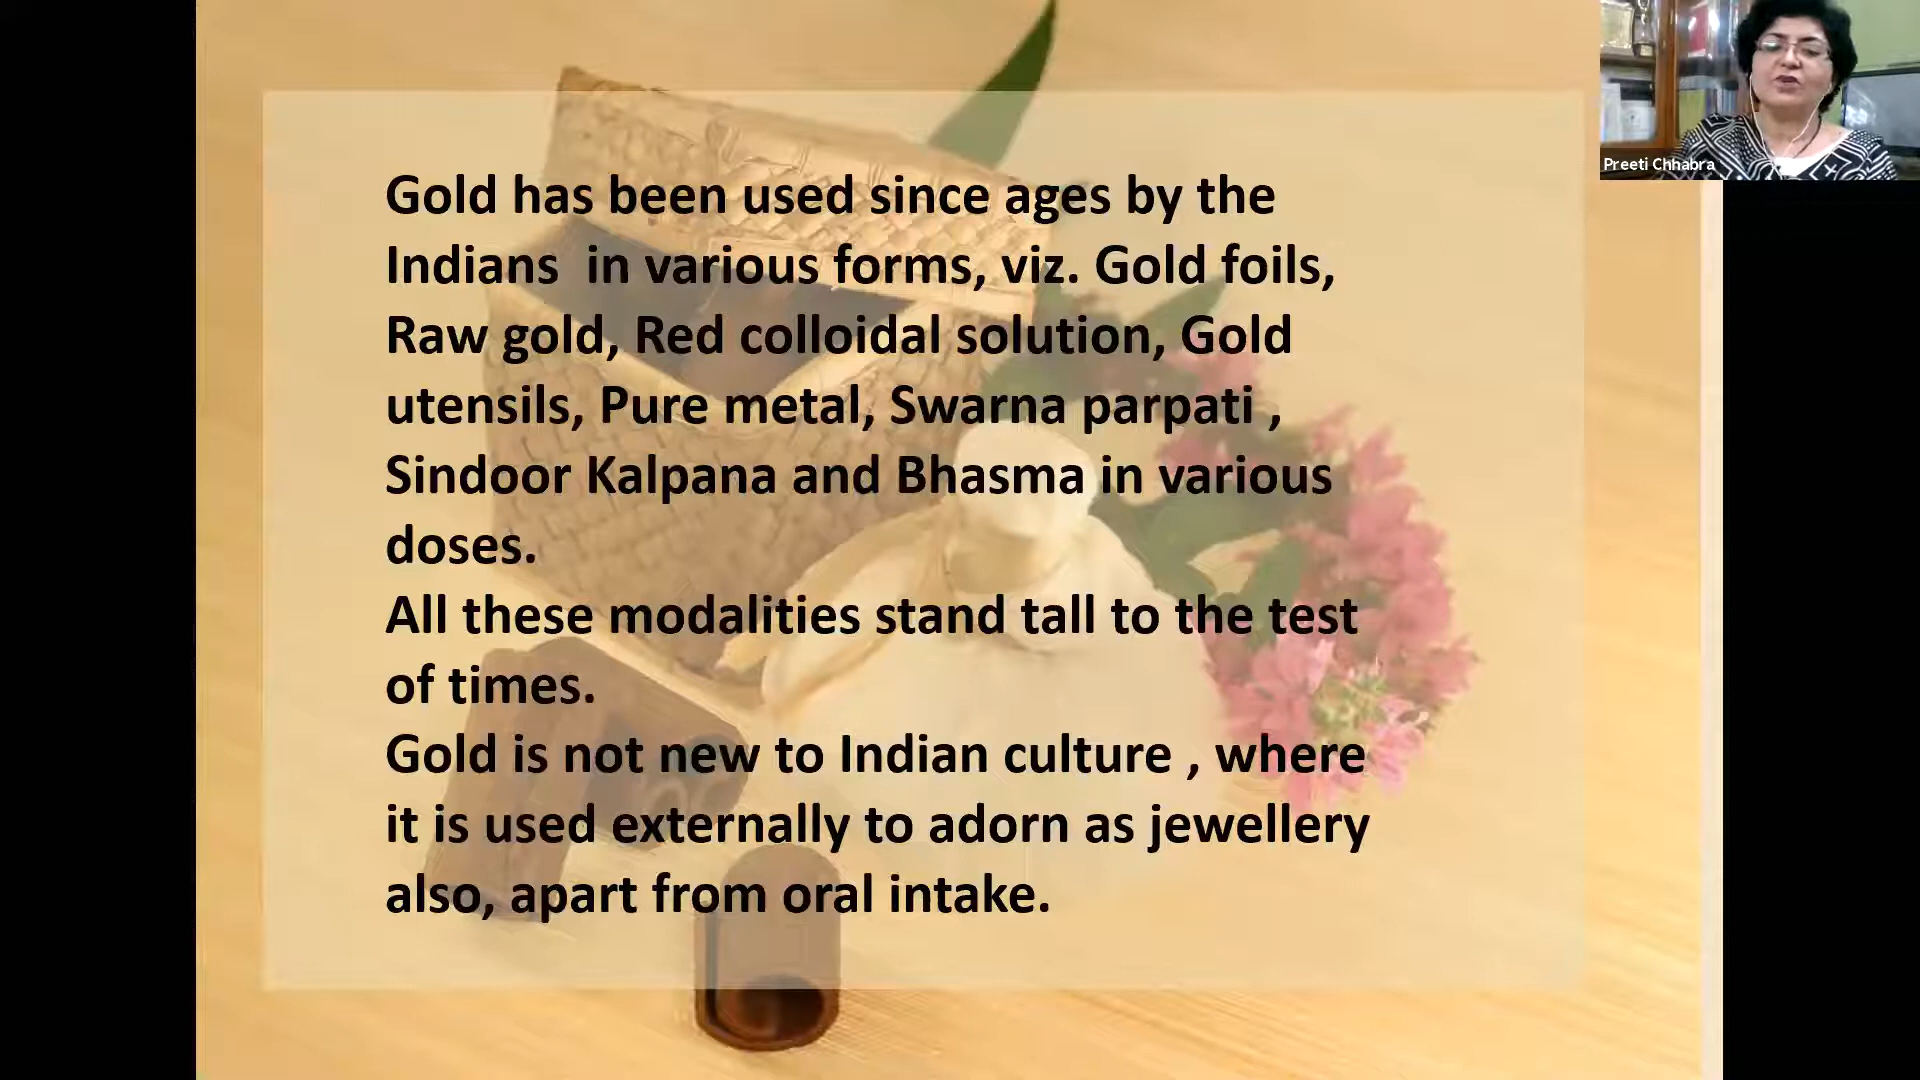 Gold has been used since ages by the
Indians  in various forms, viz. Gold foils,
Raw gold, Red colloidal solution, Gold
utensils, Pure metal, Swarna parpati ,
Sindoor Kalpana and Bhasma in various
doses.
All these modalities stand tall to the test
of times.
Gold is not new to Indian culture , where
it is used externally to adorn as jewellery
also, apart from oral intake.
Preeti Chhabra